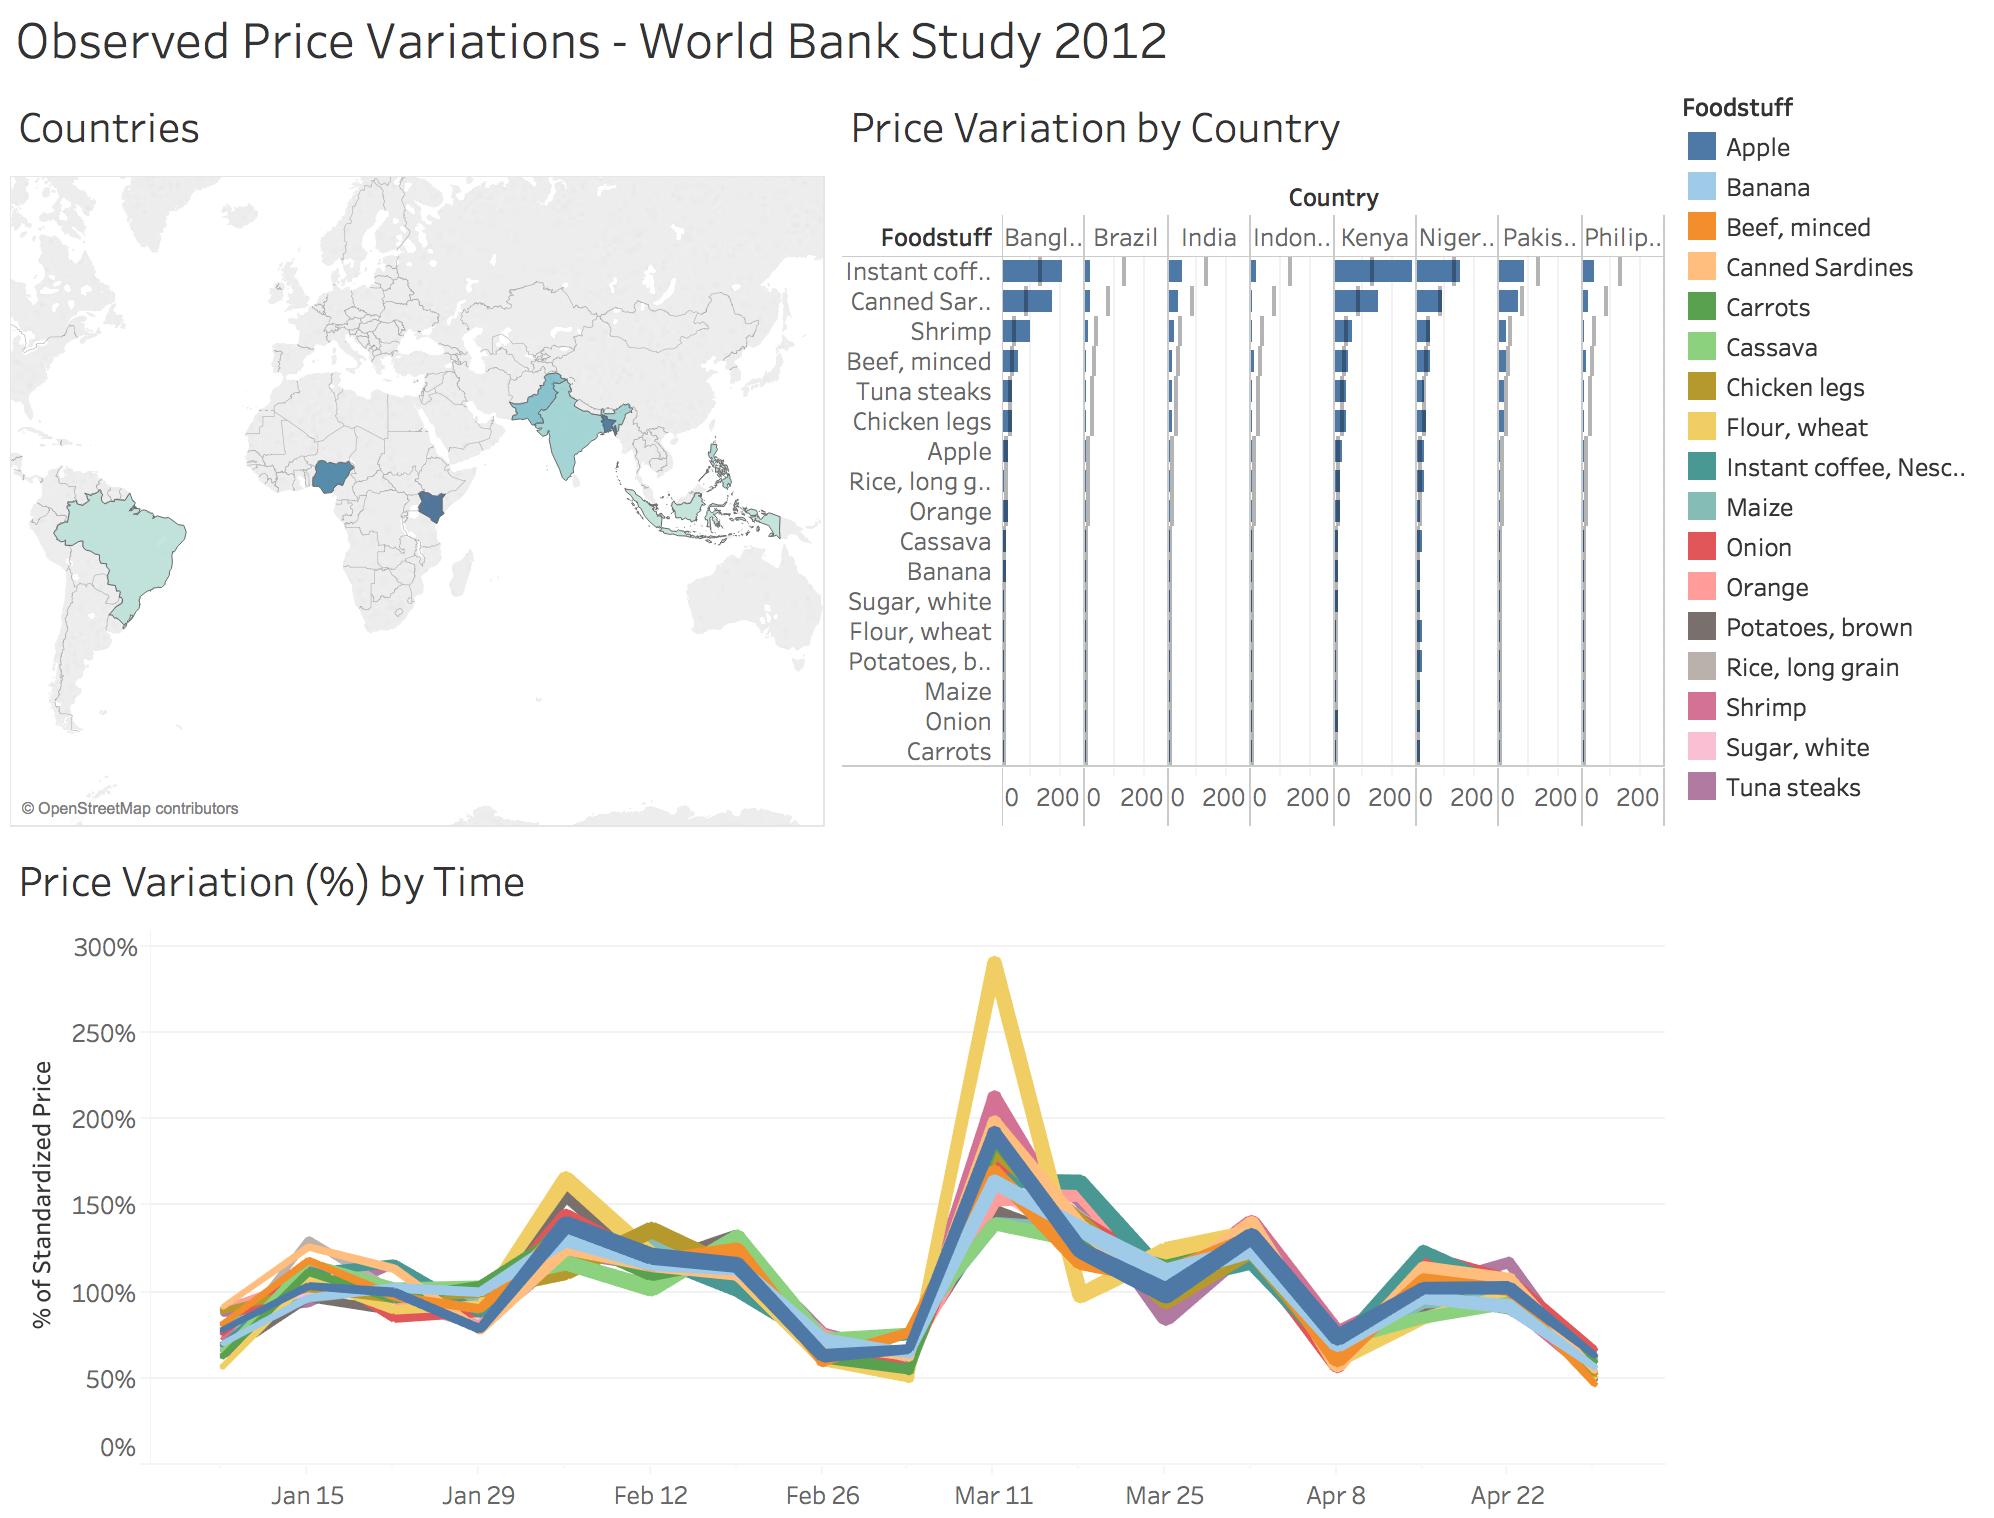 Observed Price Variations - World Bank Study 2012
Countries
© OpenStreetMap contributors
Price Variation by Country
Country
Foodstuff Bangl.. Brazil India Indon.. Kenya Niger.. Pakis.. Philip..
Instant coff..
Canned Sar..
Shrimp
Beef, minced
Tuna steaks
Chicken legs
Apple
Rice, long g..
Orange
Cassava
Banana
Sugar, white
Flour, wheat
Potatoes, b..
Maize
Onion
Carrots
0 200 0 200 0 200 0 200 0 200 0 200 0 200 0 200
Foodstuff
Apple
Banana
Beef, minced
Canned Sardines
Carrots
Cassava
Chicken legs
Flour, wheat
Instant coffee, Nesc..
Maize
Onion
Orange
Potatoes, brown
Rice, long grain
Shrimp
Sugar, white
Tuna steaks
Price Variation (%) by Time
% of Standardized Price
300%
250%
200%
150%
100%
50%
0%
Jan 15 Jan 29 Feb 12 Feb 26 Mar 11 Mar 25 Apr 8 Apr 22